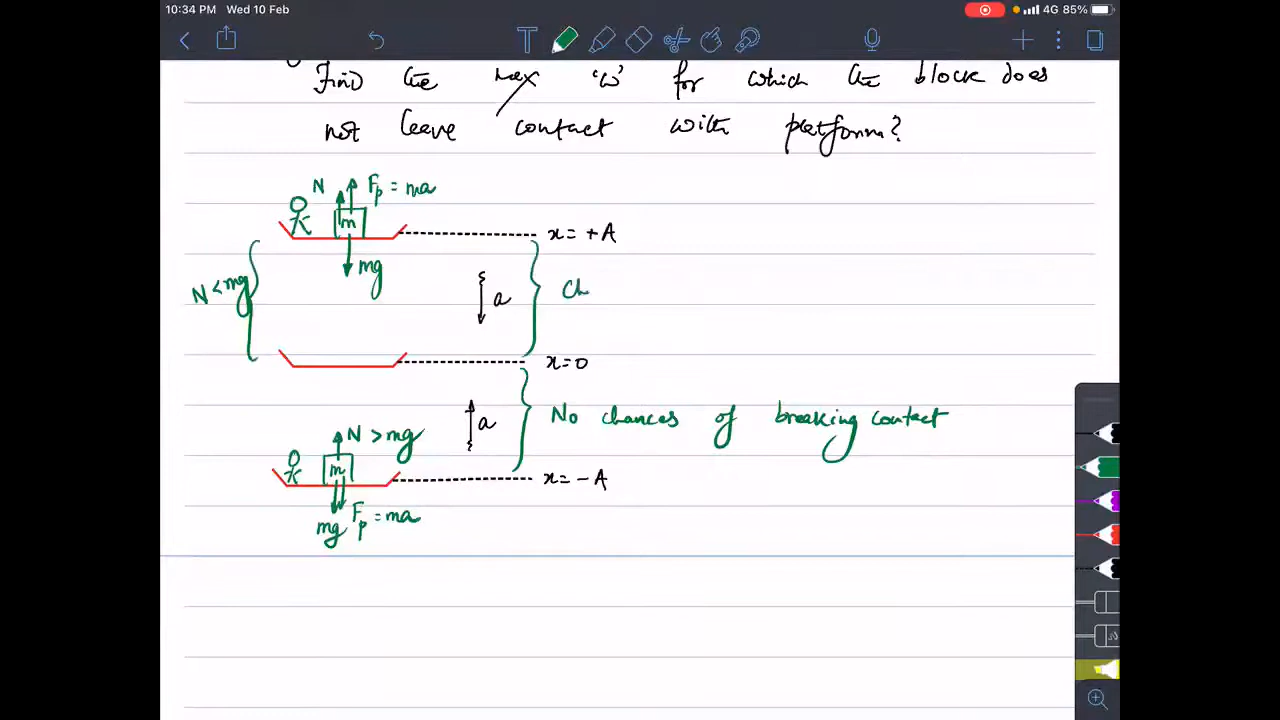 10:34 PM Wed 10 Feb
4G 85%
Find the max 'ω' for which the block does
not leave contact with platform?
N Fp = ma
m
x = +A
mg
N < mg
a
Ch
x = 0
No chances of breaking contact
a
N > mg
m
x = -A
mg Fp = ma